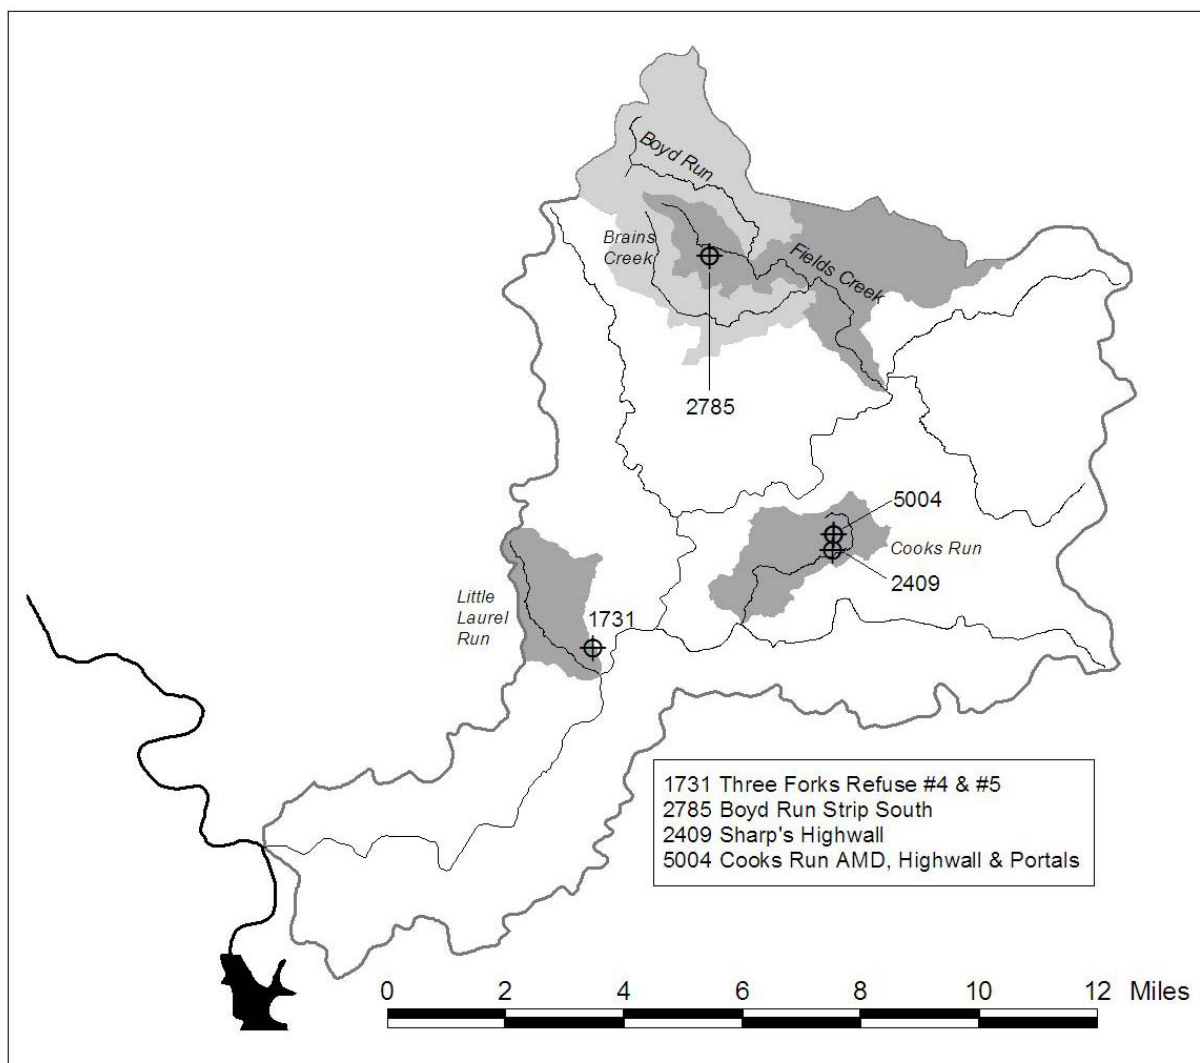 Boyd Run
Brains
Creek
Fields Creek
2785
5004
Cooks Run
2409
Little
Laurel
Run
1731
1731 Three Forks Refuse #4 & #5
2785 Boyd Run Strip South
2409 Sharp's Highwall
5004 Cooks Run AMD, Highwall & Portals
0 2 4 6 8 10 12 Miles